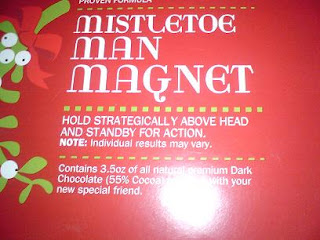 PROVEN FORMULA
MISTLETOE
MAN
MAGNET
HOLD STRATEGICALLY ABOVE HEAD
AND STANDBY FOR ACTION.
NOTE: Individual results may vary.
Contains 3.5oz of all natural premium Dark
Chocolate (55% Cocoa) with your
new special friend.